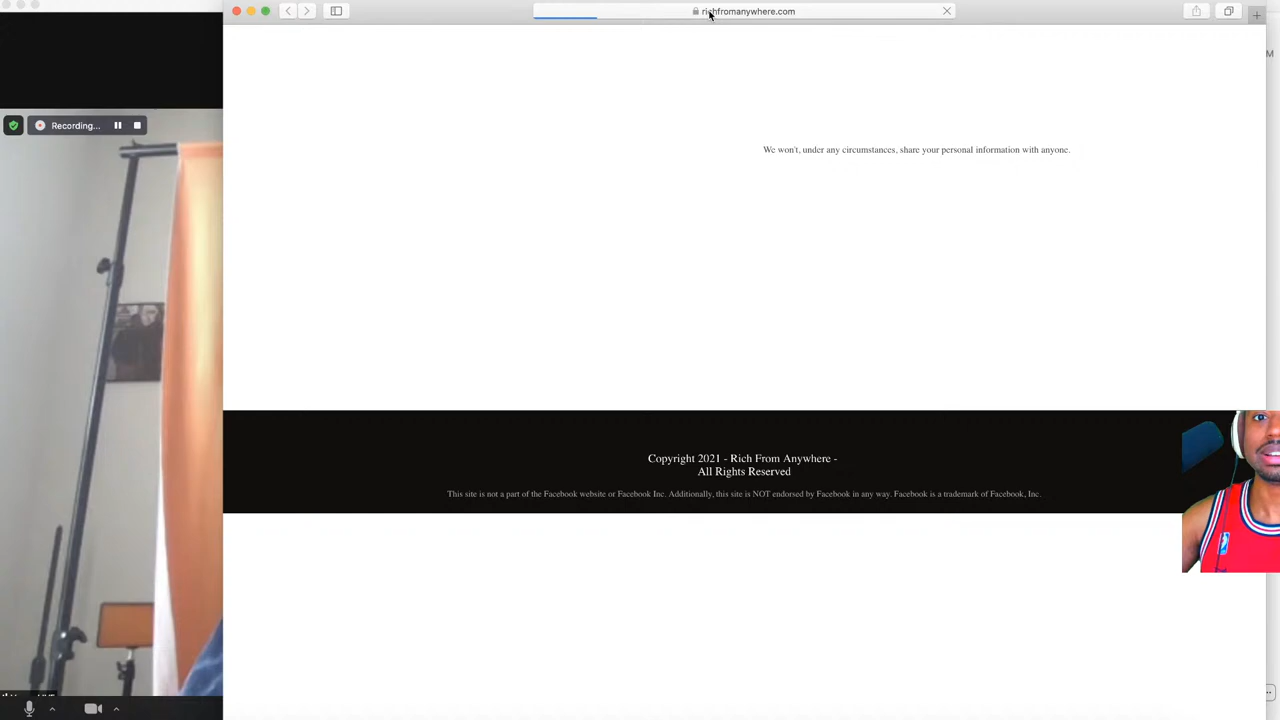 richfromanywhere.com
Recording...
We won't, under any circumstances, share your personal information with anyone.
Copyright 2021 - Rich From Anywhere -
All Rights Reserved
This site is not a part of the Facebook website or Facebook Inc. Additionally, this site is NOT endorsed by Facebook in any way. Facebook is a trademark of Facebook, Inc.